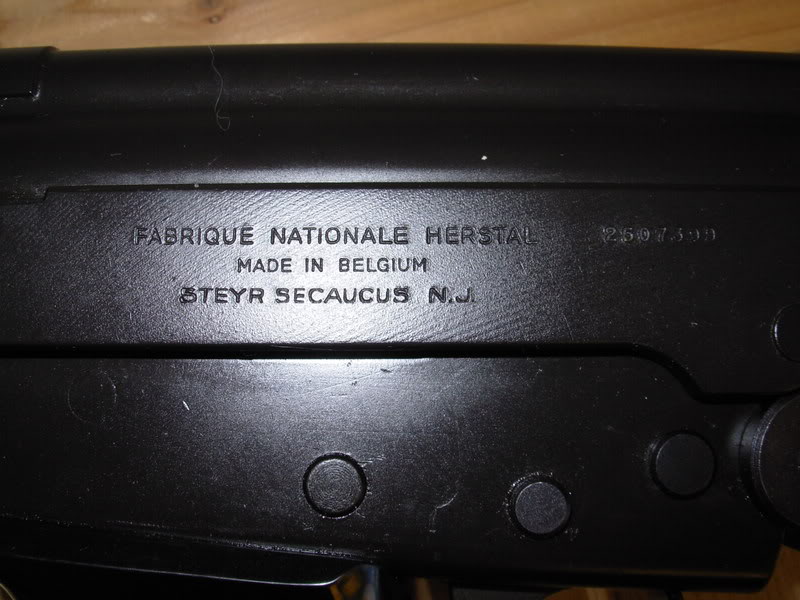 FABRIQUE NATIONALE HERSTAL
MADE IN BELGIUM
STEYR SECAUCUS N.J.